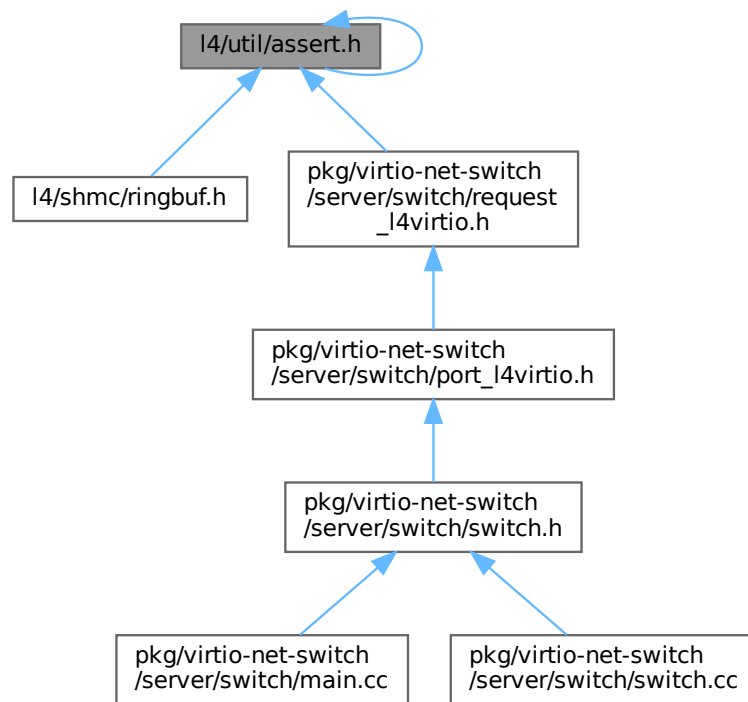 l4/util/assert.h
l4/shmc/ringbuf.h
pkg/virtio-net-switch
/server/switch/request
_l4virtio.h
pkg/virtio-net-switch
/server/switch/port_l4virtio.h
pkg/virtio-net-switch
/server/switch/switch.h
pkg/virtio-net-switch
/server/switch/main.cc
pkg/virtio-net-switch
/server/switch/switch.cc